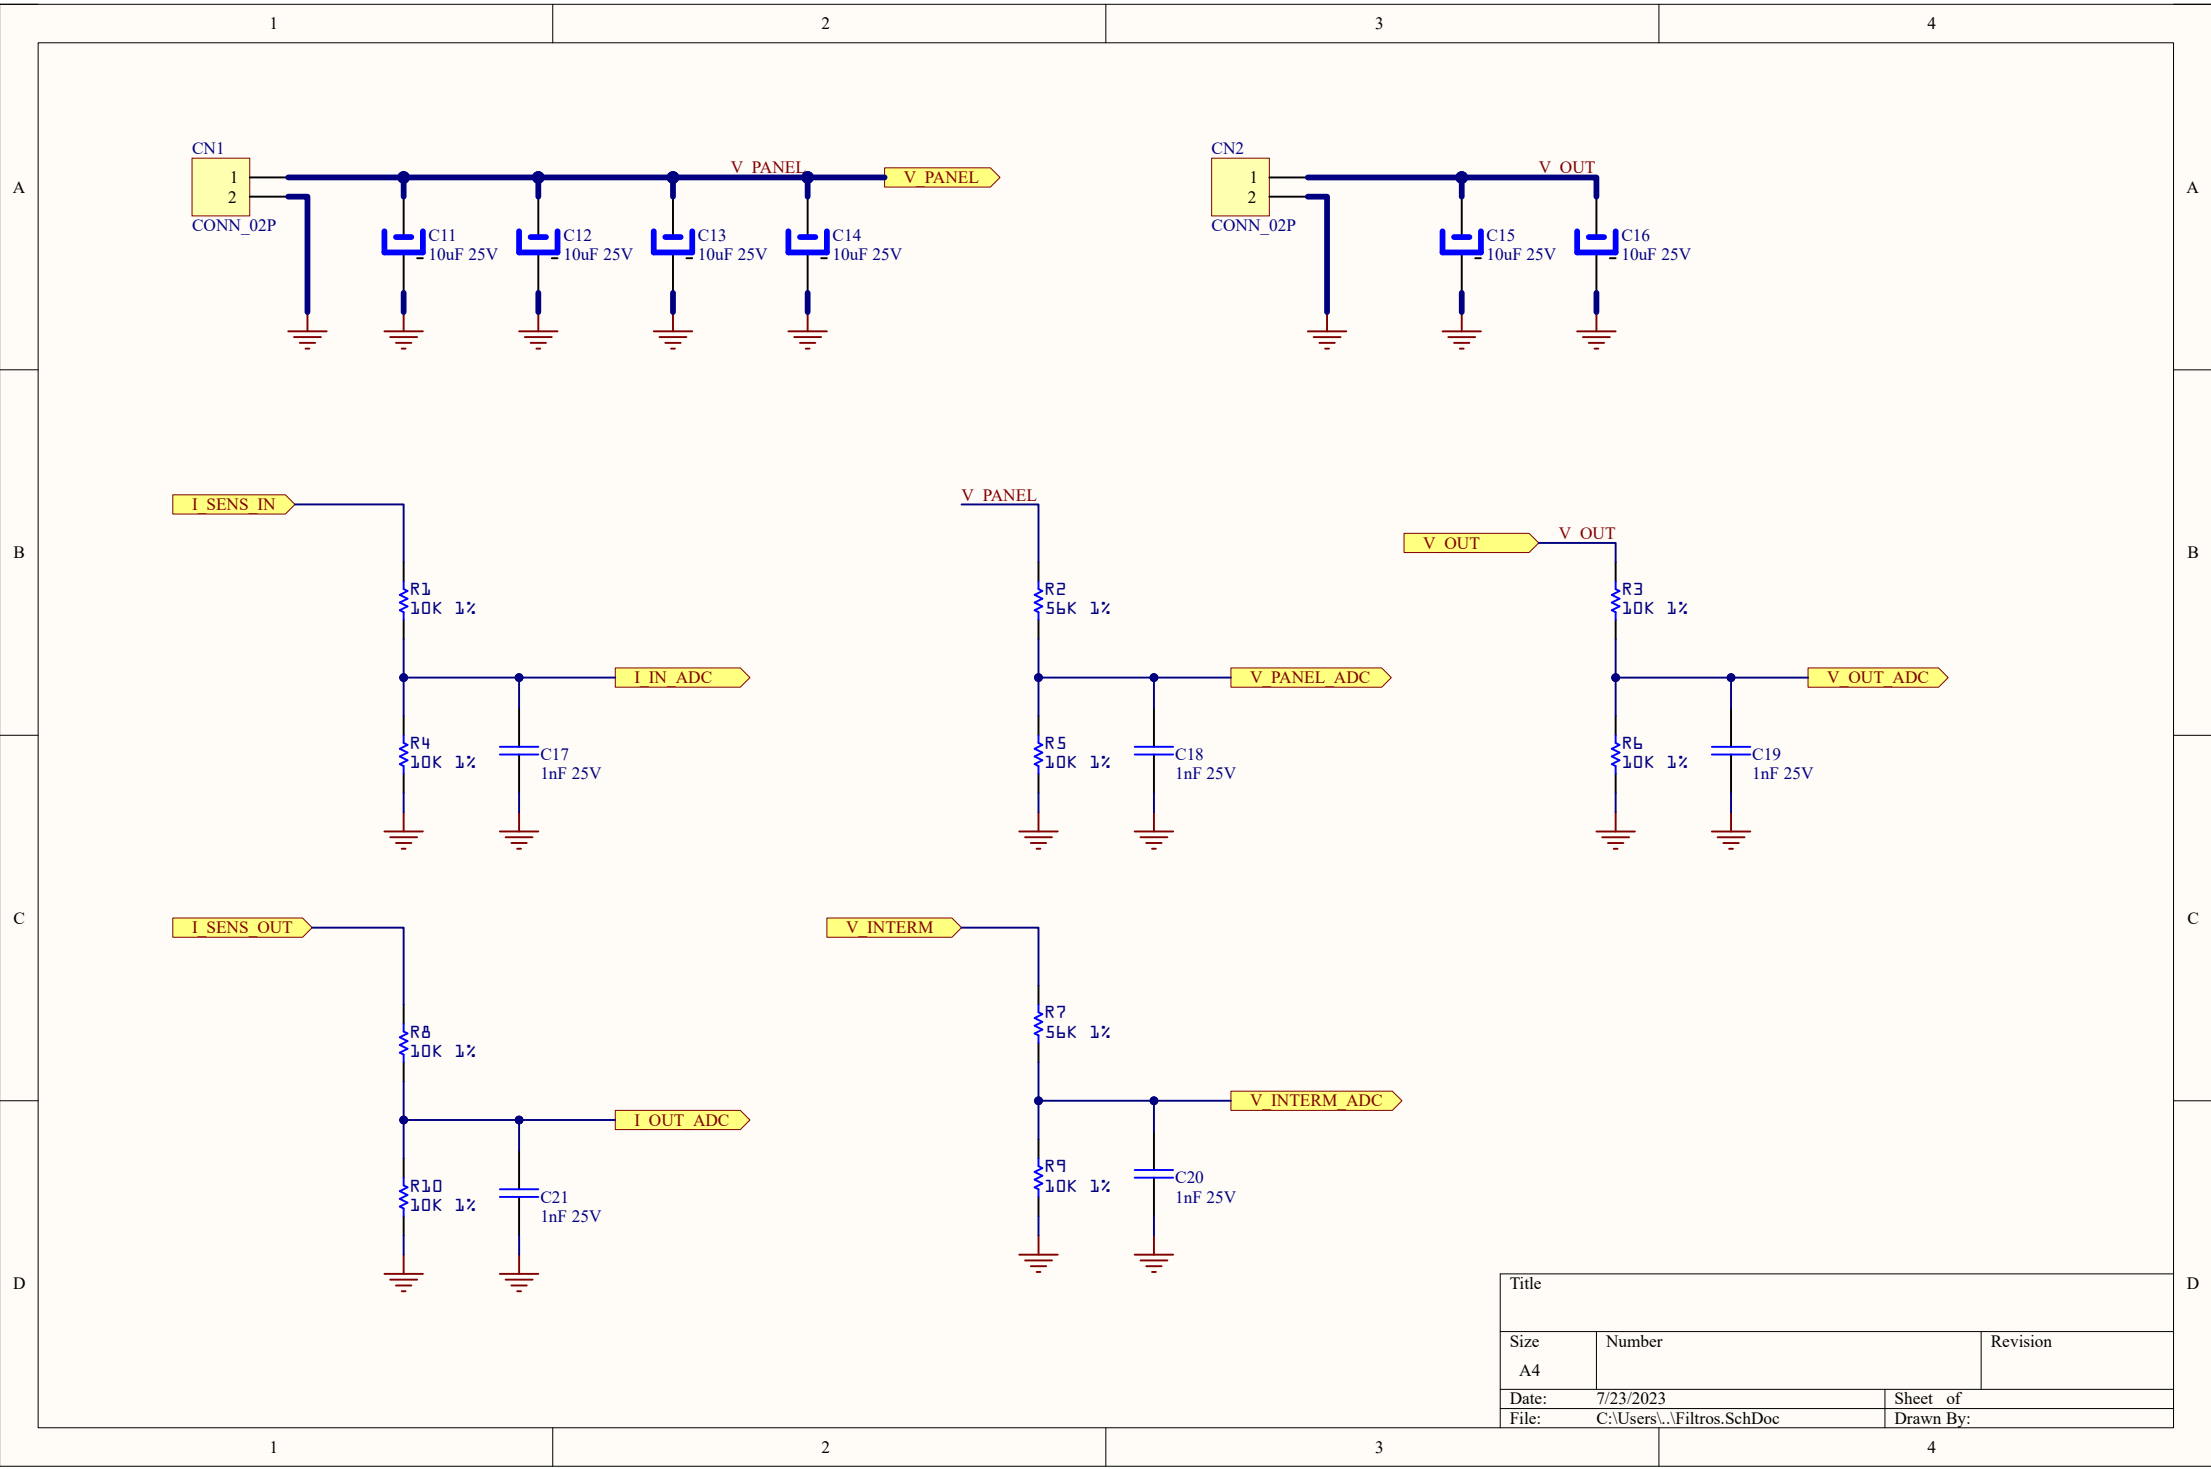 1 2 3 4
A A
CN1
1
2
CONN_02P
V_PANEL
V_PANEL
C11
10uF 25V
C12
10uF 25V
C13
10uF 25V
C14
10uF 25V
CN2
1
2
CONN_02P
V_OUT
C15
10uF 25V
C16
10uF 25V
B B
I_SENS_IN
R1
10K 1%
I_IN_ADC
R4
10K 1%
C17
1nF 25V
V_PANEL
R2
56K 1%
V_PANEL_ADC
R5
10K 1%
C18
1nF 25V
V_OUT
V_OUT
R3
10K 1%
V_OUT_ADC
R6
10K 1%
C19
1nF 25V
C C
I_SENS_OUT
R8
10K 1%
I_OUT_ADC
R10
10K 1%
C21
1nF 25V
V_INTERM
R7
56K 1%
V_INTERM_ADC
R9
10K 1%
C20
1nF 25V
D D
Title
Size Number Revision
A4
Date: 7/23/2023 Sheet of
File: C:\Users\..\Filtros.SchDoc Drawn By:
1 2 3 4